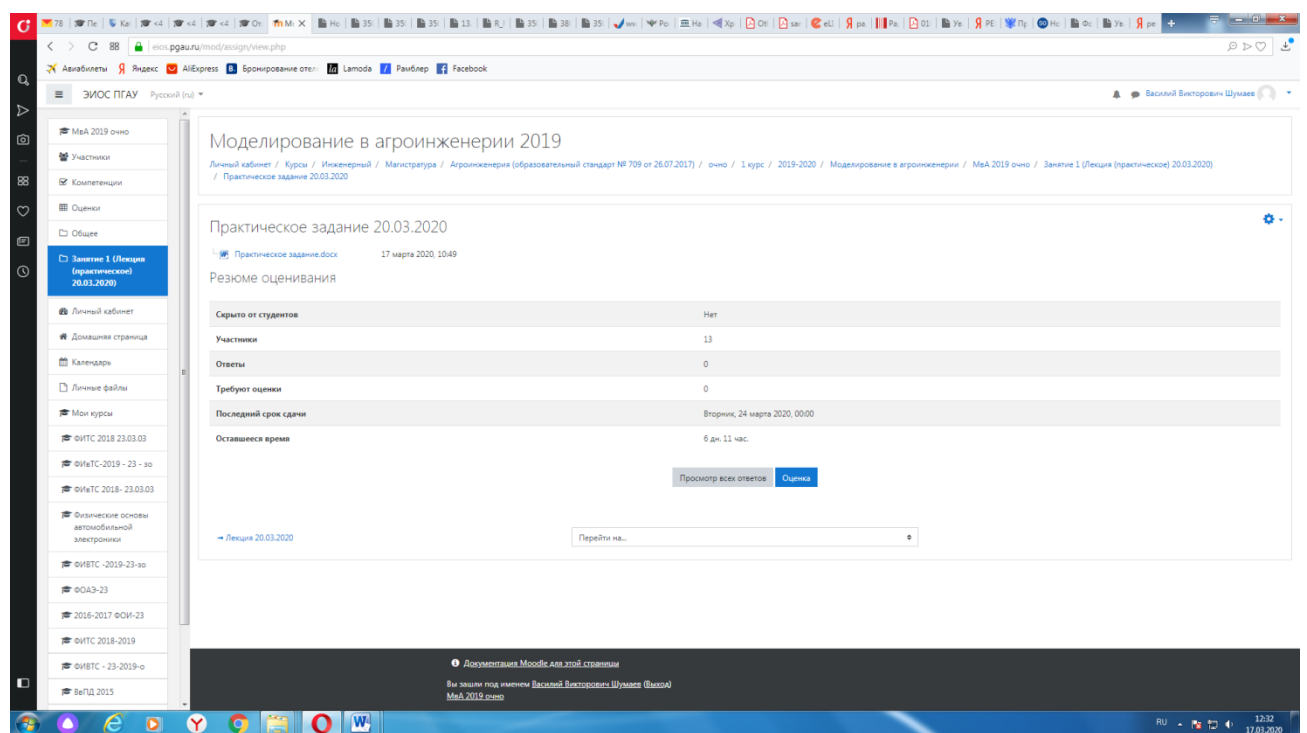 78
eios.pgau.ru/mod/assign/view.php
Авиабилеты Яндекс AliExpress Бронирование отел Lamoda Рамблер Facebook
ЭИОС ПГАУ Русский (ru)
Василий Викторович Шумаев
МвА 2019 очно
Участники
Компетенции
Оценки
Общее
Занятие 1 (Лекция
(практическое)
20.03.2020)
Личный кабинет
Домашняя страница
Календарь
Личные файлы
Мои курсы
ФИТС 2018 23.03.03
ФИвТС-2019 - 23 - зо
ФИвТС 2018- 23.03.03
Физические основы
автомобильной
электроники
ФИВТС -2019-23-зо
ФОАЭ-23
2016-2017 ФОИ-23
ФИТС 2018-2019
ФИВТС - 23-2019-о
ВвПД 2015
Моделирование в агроинженерии 2019
Личный кабинет / Курсы / Инженерный / Магистратура / Агроинженерия (образовательный стандарт № 709 от 26.07.2017) / очно / 1 курс / 2019-2020 / Моделирование в агроинженерии / МвА 2019 очно / Занятие 1 (Лекция (практическое) 20.03.2020)
/ Практическое задание 20.03.2020
Практическое задание 20.03.2020
Практическое задание.docx 17 марта 2020, 10:49
Резюме оценивания
Скрыто от студентов Нет
Участники 13
Ответы 0
Требуют оценки 0
Последний срок сдачи Вторник, 24 марта 2020, 00:00
Оставшееся время 6 дн. 11 час.
Просмотр всех ответов Оценка
→ Лекция 20.03.2020 Перейти на...
Документация Moodle для этой страницы
Вы зашли под именем Василий Викторович Шумаев (Выход)
МвА 2019 очно
RU 12:32
17.03.2020